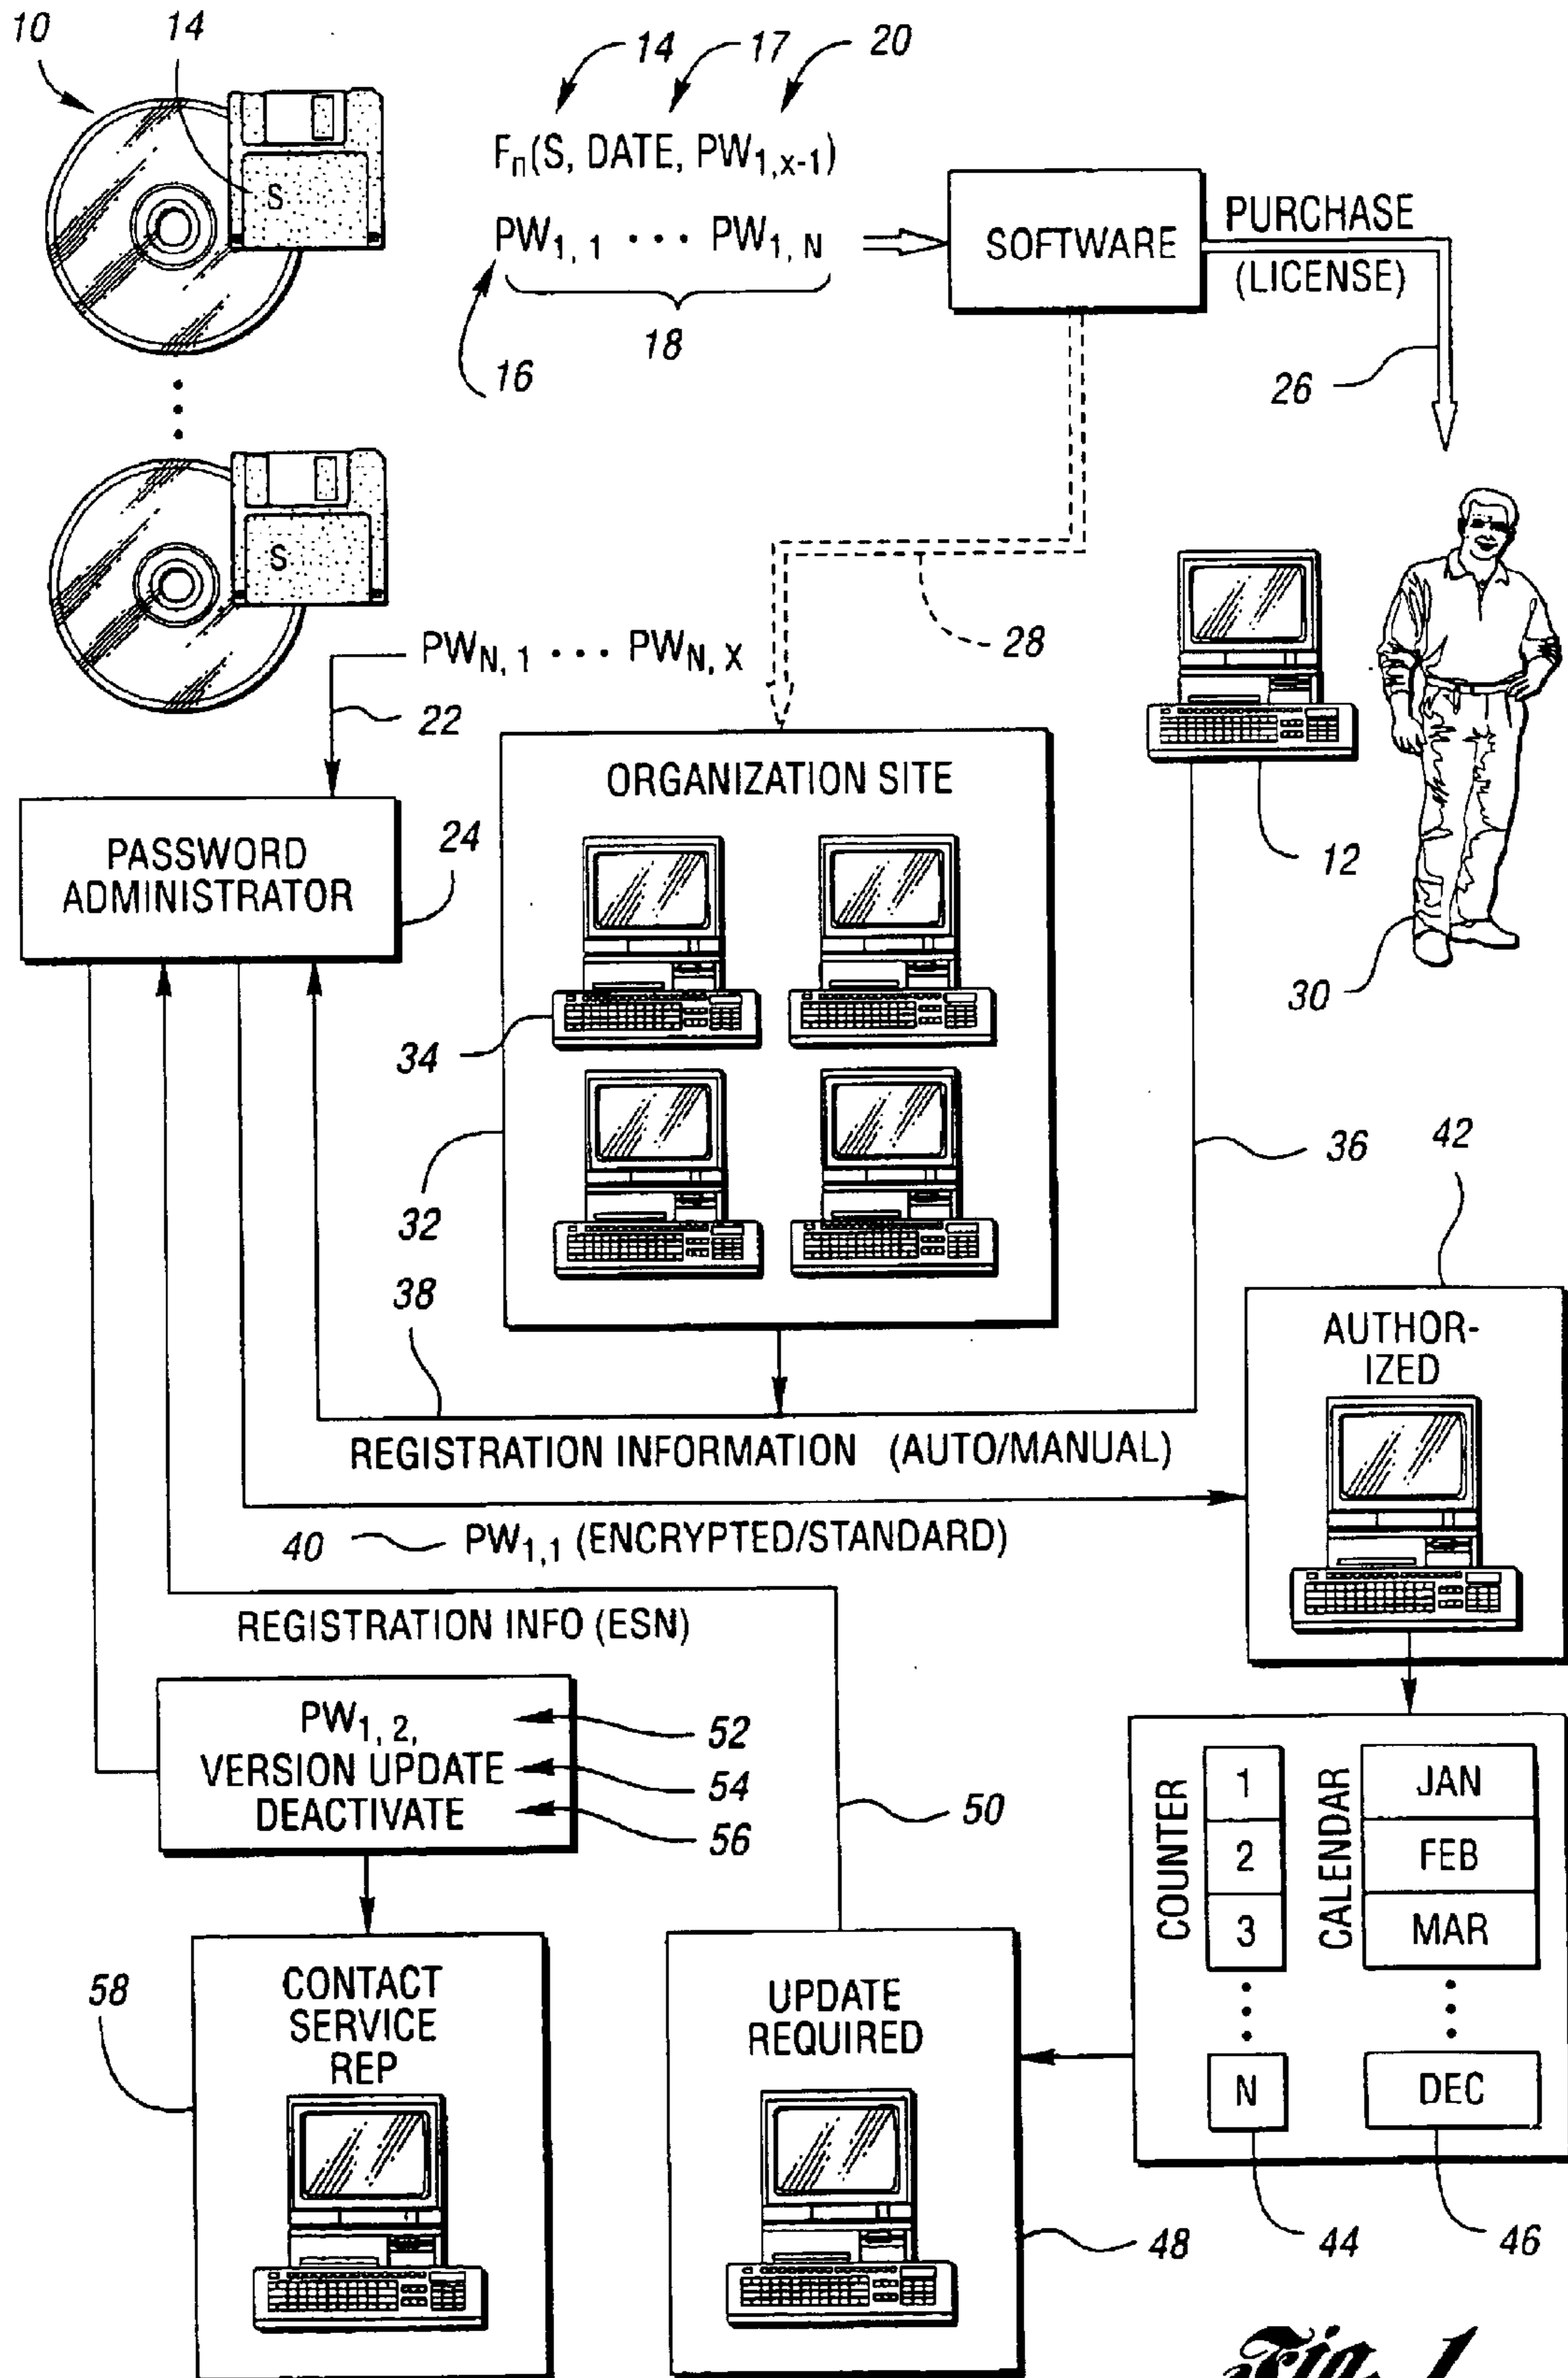 10
14
14
17
20
Fn(S, DATE, PW1,x-1)
S
PW1, 1 • • • PW1, N
18
16
SOFTWARE
PURCHASE
(LICENSE)
26
S
28
PWN, 1 • • • PWN, X
22
12
30
PASSWORD
ADMINISTRATOR
24
ORGANIZATION SITE
34
32
36
38
42
AUTHOR-
IZED
REGISTRATION INFORMATION (AUTO/MANUAL)
40
PW1,1 (ENCRYPTED/STANDARD)
REGISTRATION INFO (ESN)
PW1, 2,
VERSION UPDATE
DEACTIVATE
52
54
56
50
COUNTER
1
2
3
N
CALENDAR
JAN
FEB
MAR
DEC
58
CONTACT
SERVICE
REP
UPDATE
REQUIRED
48
44
46
Fig. 1